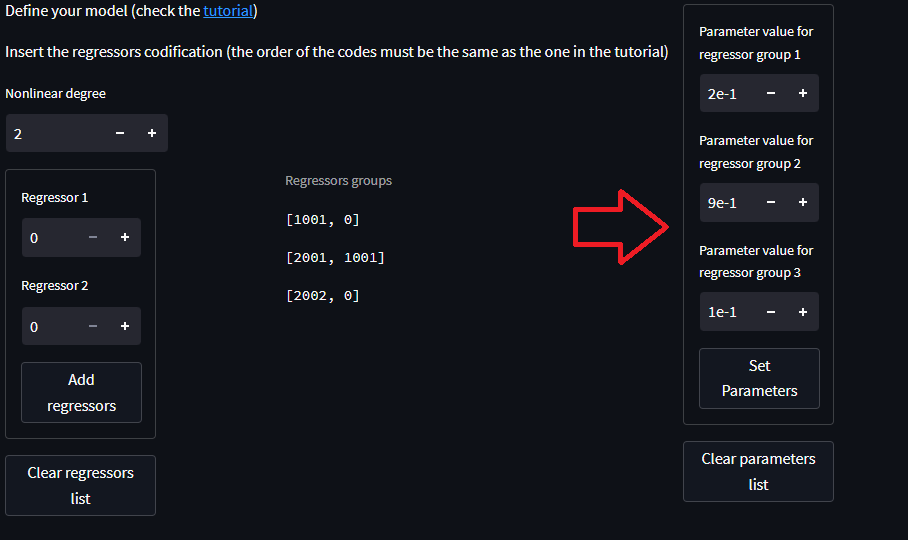 Define your model (check the tutorial)
Insert the regressors codification (the order of the codes must be the same as the one in the tutorial)
Nonlinear degree
2 − +
Regressor 1
0 − +
Regressor 2
0 − +
Add
regressors
Clear regressors
list
Regressors groups
[1001, 0]
[2001, 1001]
[2002, 0]
Parameter value for
regressor group 1
2e-1 − +
Parameter value for
regressor group 2
9e-1 − +
Parameter value for
regressor group 3
1e-1 − +
Set
Parameters
Clear parameters
list